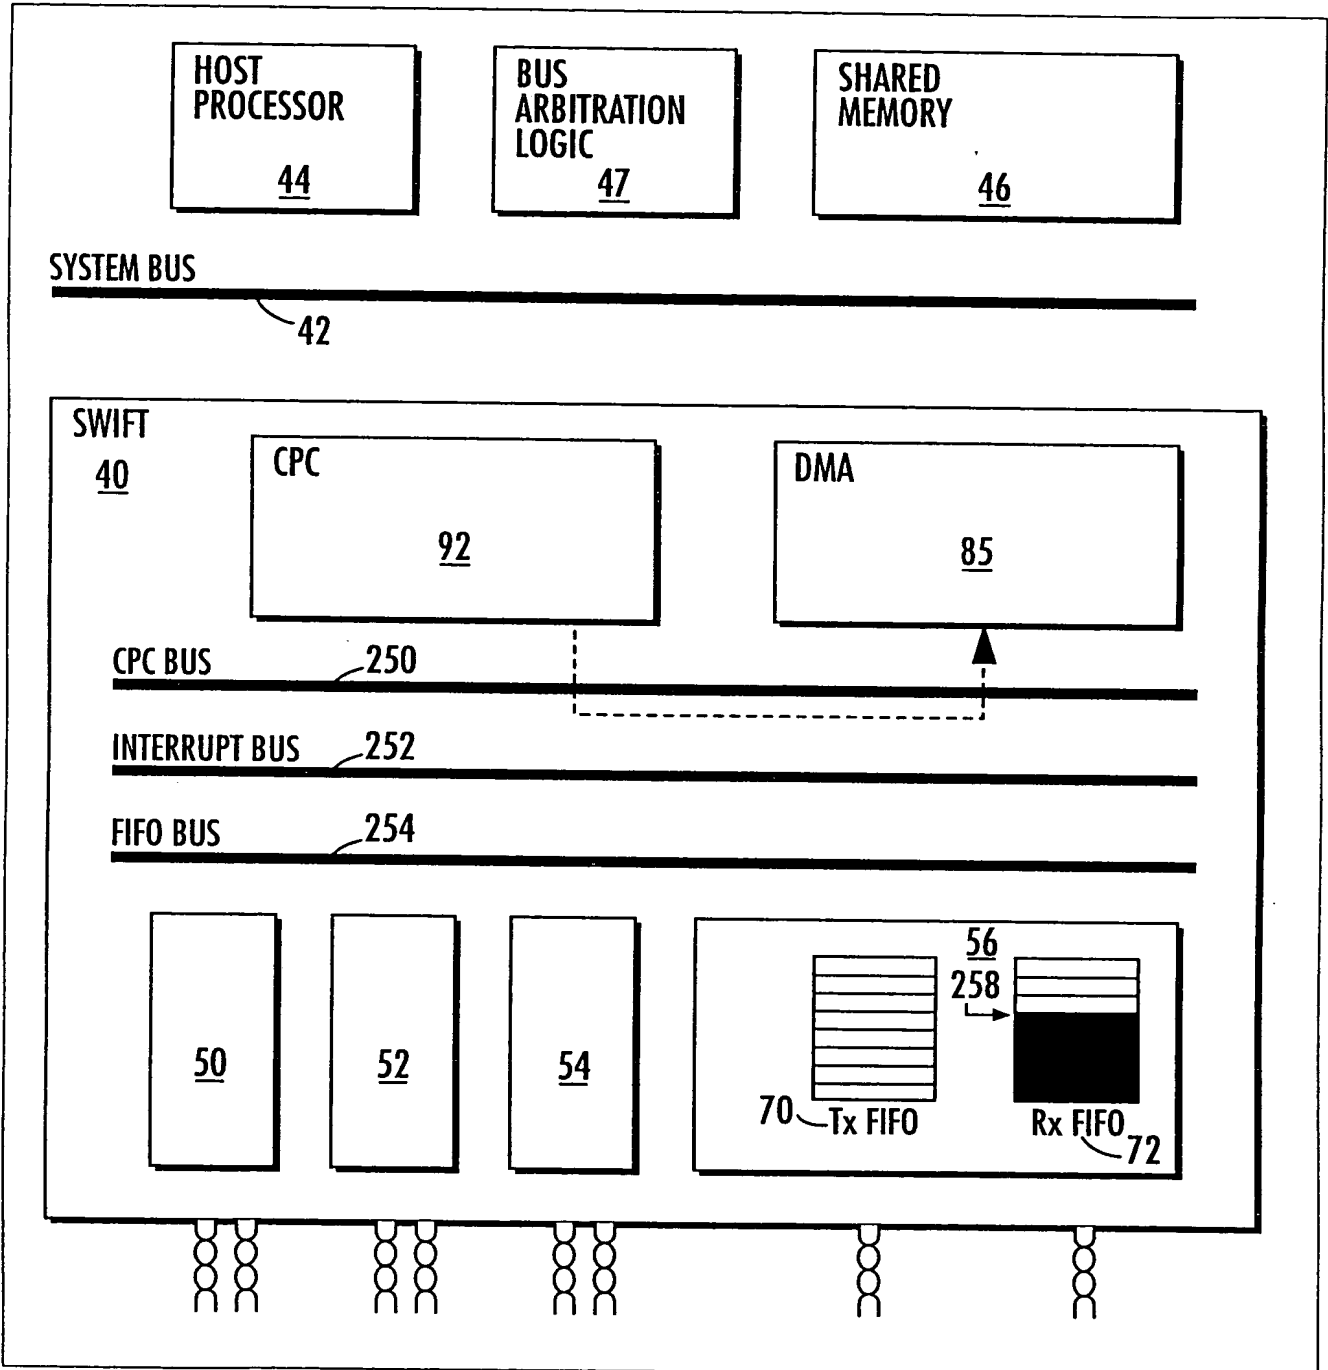 HOST
PROCESSOR
44
BUS
ARBITRATION
LOGIC
47
SHARED
MEMORY
46
SYSTEM BUS
42
SWIFT
40
CPC
92
DMA
85
CPC BUS
250
INTERRUPT BUS
252
FIFO BUS
254
50
52
54
56
258
70
Tx FIFO
Rx FIFO
72